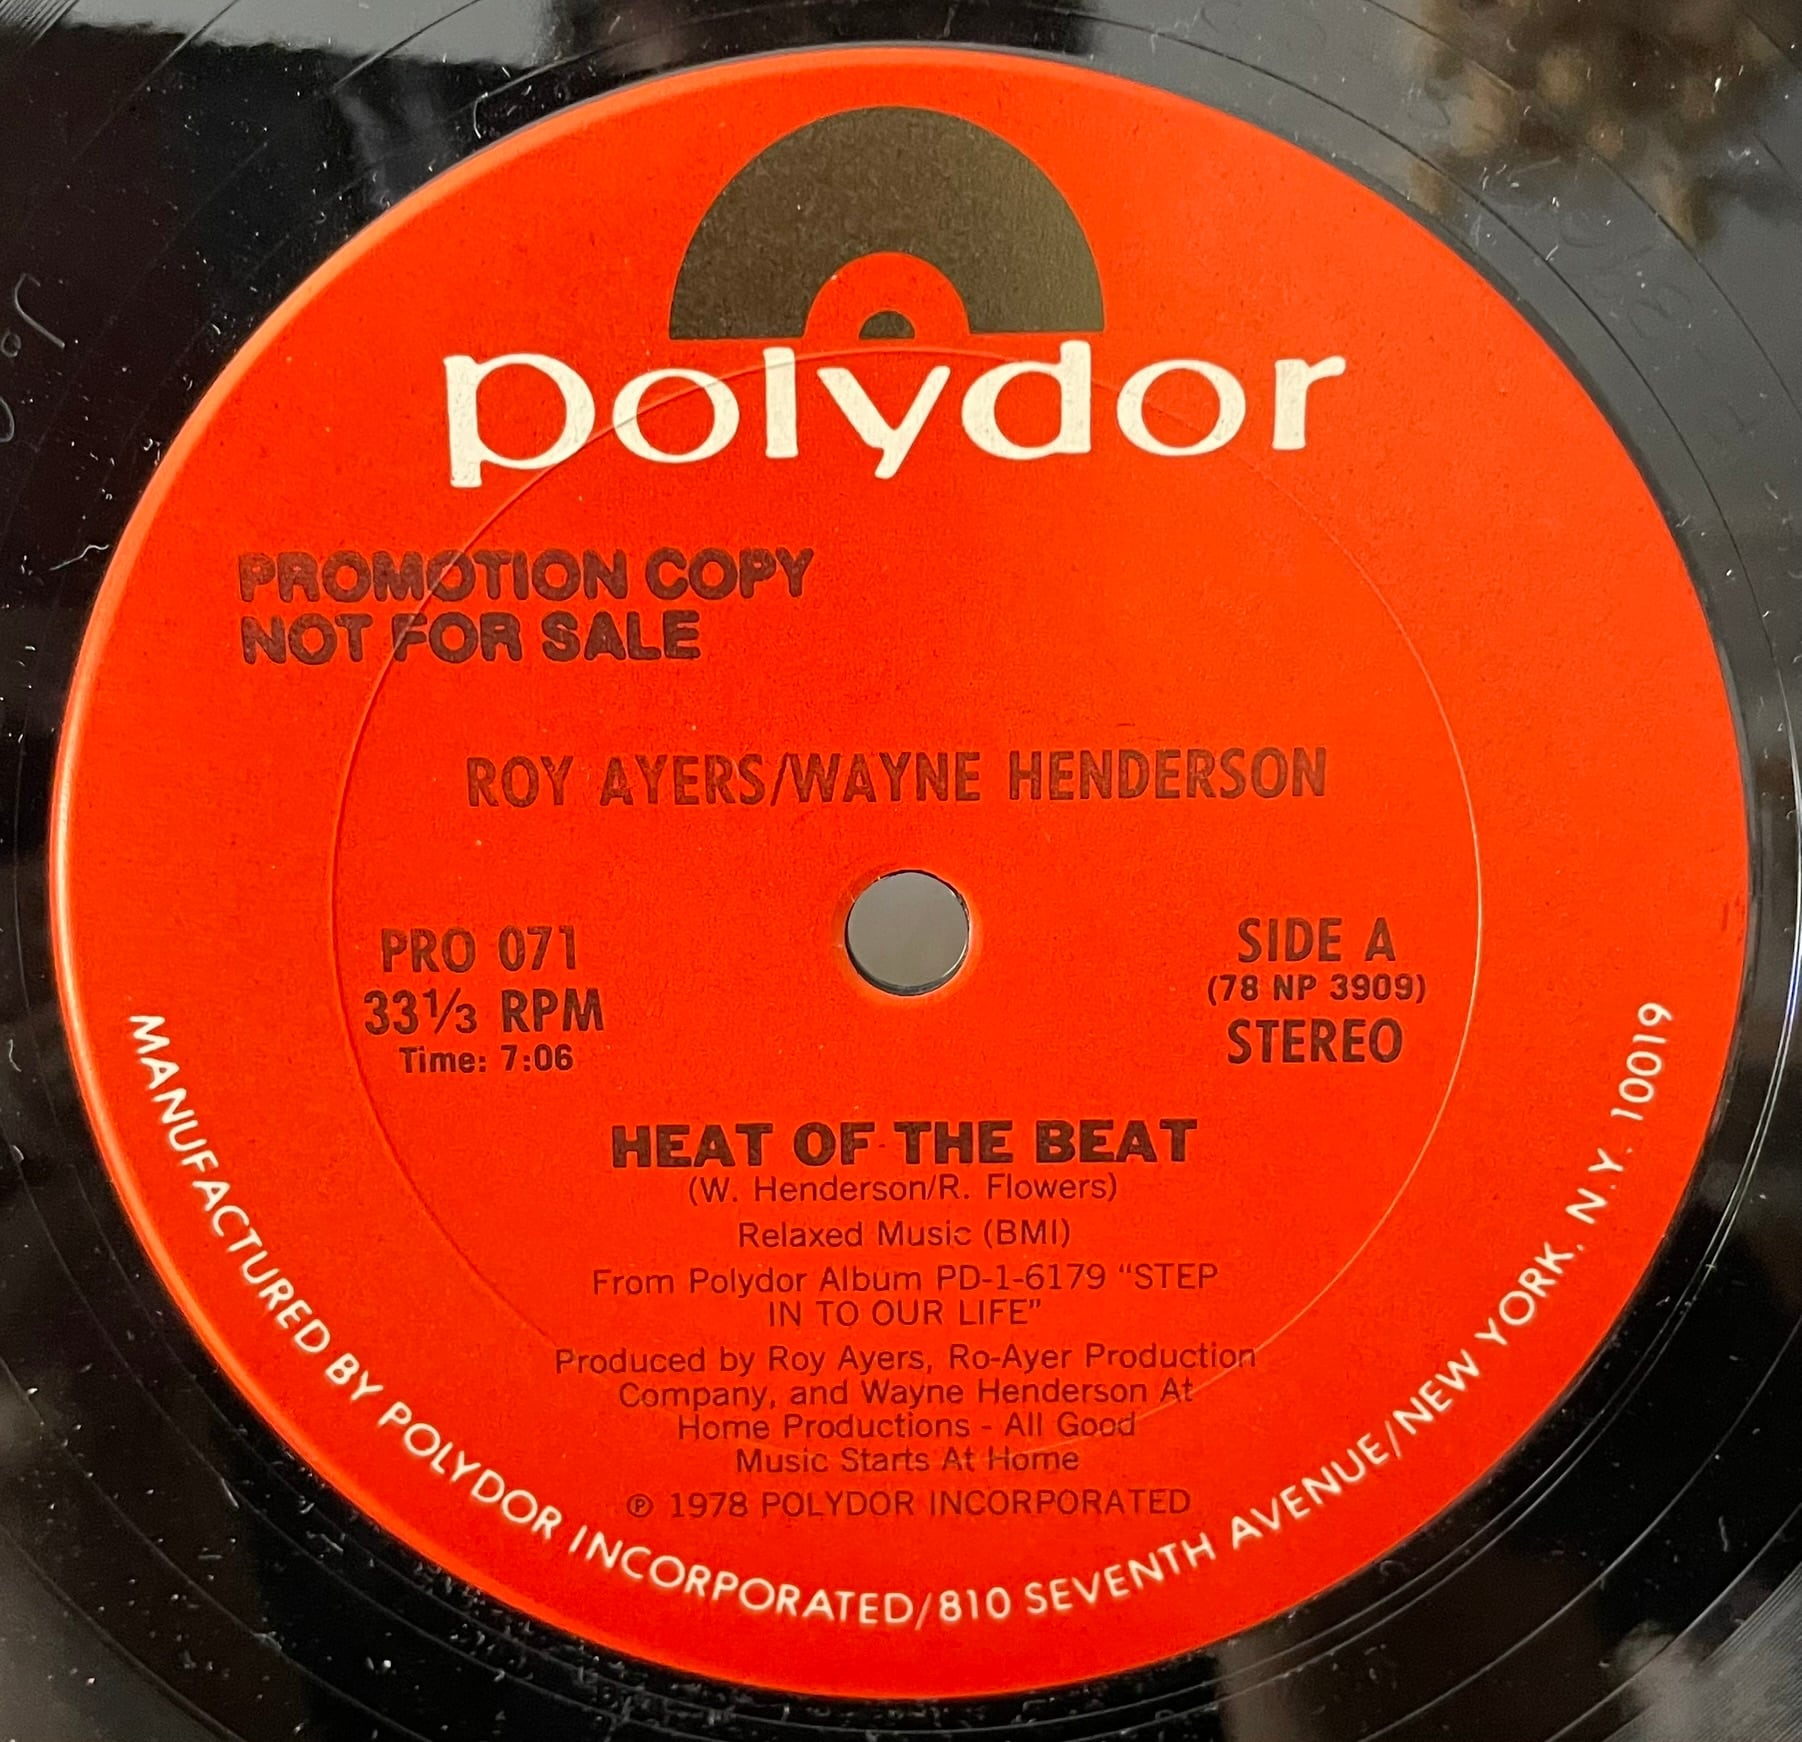 polydor
PROMOTION COPY
NOT FOR SALE
ROY AYERS/WAYNE HENDERSON
PRO 071
33⅓ RPM
Time: 7:06
SIDE A
(78 NP 3909)
STEREO
HEAT OF THE BEAT
(W. Henderson/R. Flowers)
Relaxed Music (BMI)
From Polydor Album PD-1-6179 “STEP
IN TO OUR LIFE”
Produced by Roy Ayers, Ro-Ayer Production
Company, and Wayne Henderson At
Home Productions - All Good
Music Starts At Home
℗ 1978 POLYDOR INCORPORATED
MANUFACTURED BY POLYDOR INCORPORATED/810 SEVENTH AVENUE/NEW YORK, N.Y. 10019